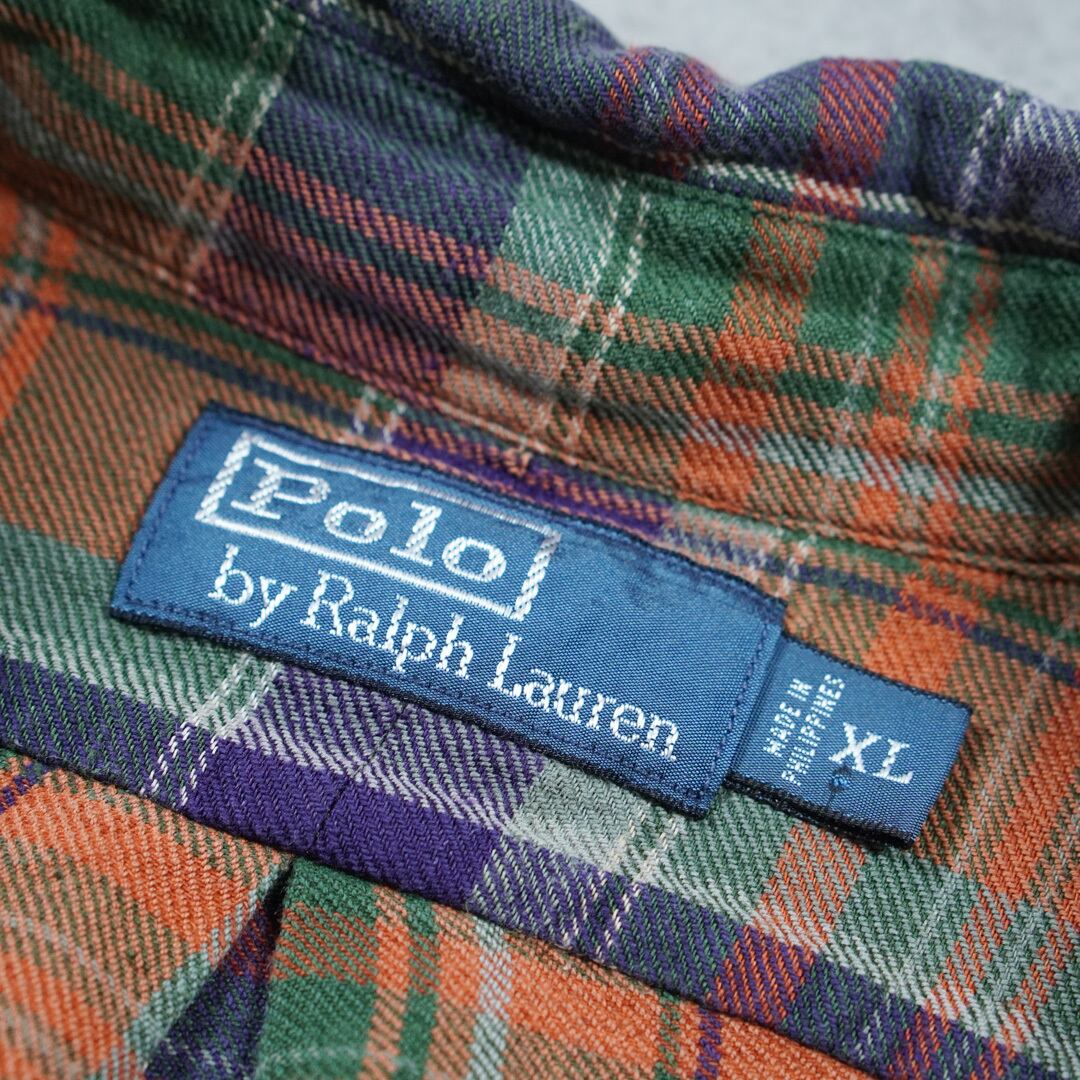 Polo
by Ralph Lauren
MADE IN
PHILIPPINES
XL